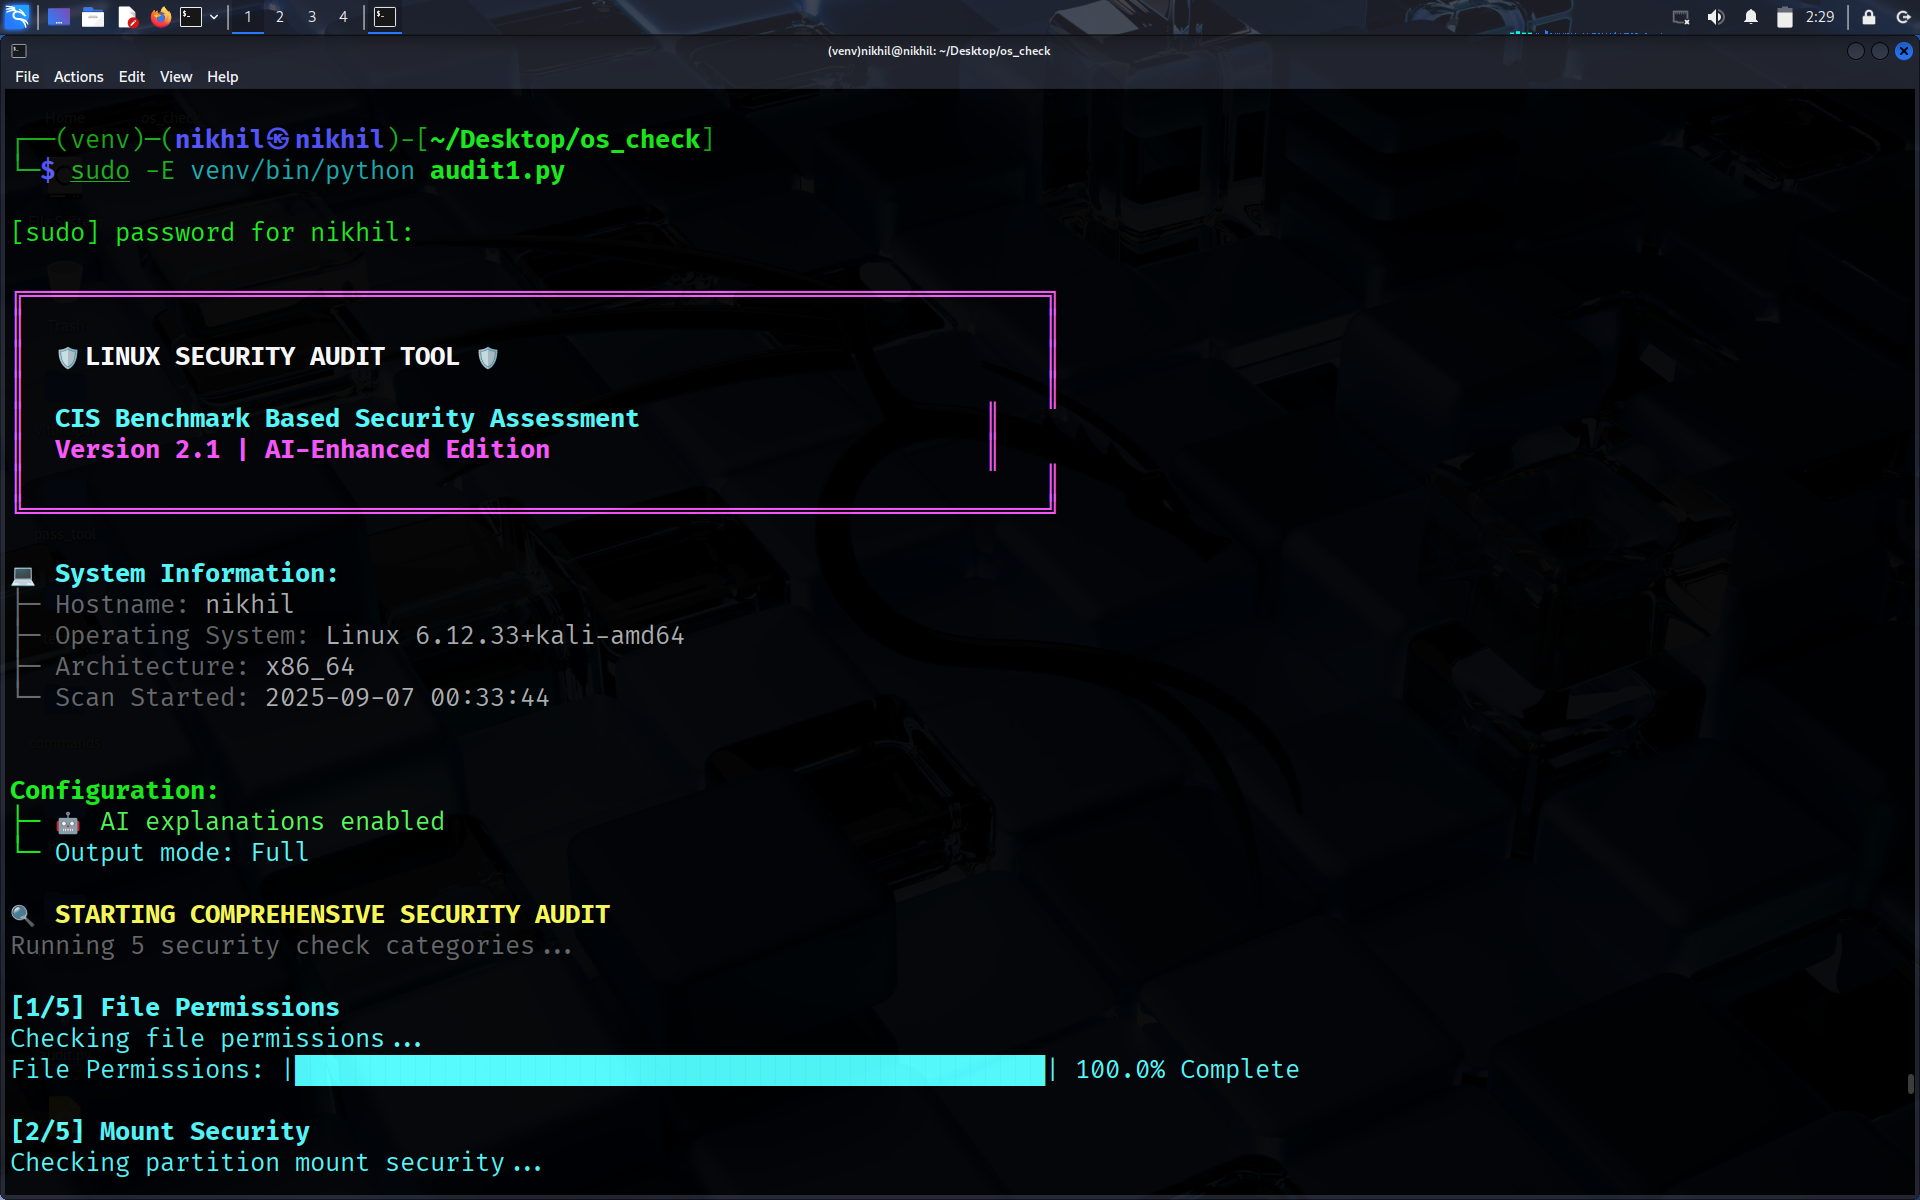 1 2 3 4
2:29
(venv)nikhil@nikhil: ~/Desktop/os_check
File Actions Edit View Help
Home os_check
┌──(venv)─(nikhil㉿nikhil)-[~/Desktop/os_check]
└─$ sudo -E venv/bin/python audit1.py
[sudo] password for nikhil:
LINUX SECURITY AUDIT TOOL
CIS Benchmark Based Security Assessment
Version 2.1 | AI-Enhanced Edition
pass_tool
System Information:
├─ Hostname: nikhil
├─ Operating System: Linux 6.12.33+kali-amd64
├─ Architecture: x86_64
└─ Scan Started: 2025-09-07 00:33:44
Configuration:
├─ 🤖 AI explanations enabled
└─ Output mode: Full
🔍 STARTING COMPREHENSIVE SECURITY AUDIT
Running 5 security check categories...
[1/5] File Permissions
Checking file permissions...
File Permissions: |██████████████████████████████████████████████████| 100.0% Complete
[2/5] Mount Security
Checking partition mount security...